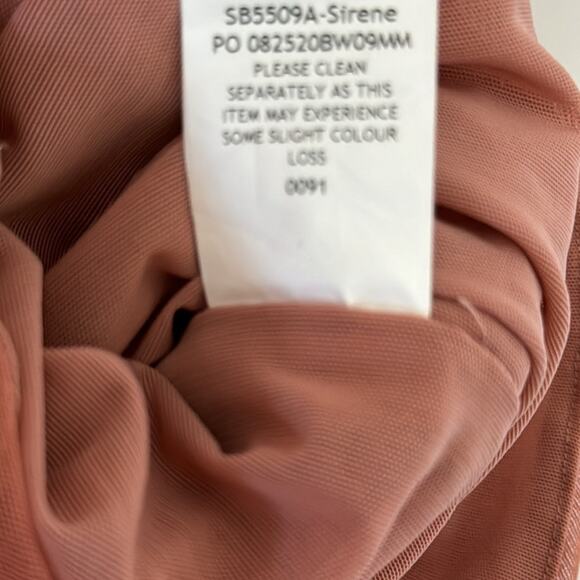 SB5509A-Sirene
PO 082520BW09MM
PLEASE CLEAN
SEPARATELY AS THIS
ITEM MAY EXPERIENCE
SOME SLIGHT COLOUR
LOSS
0091